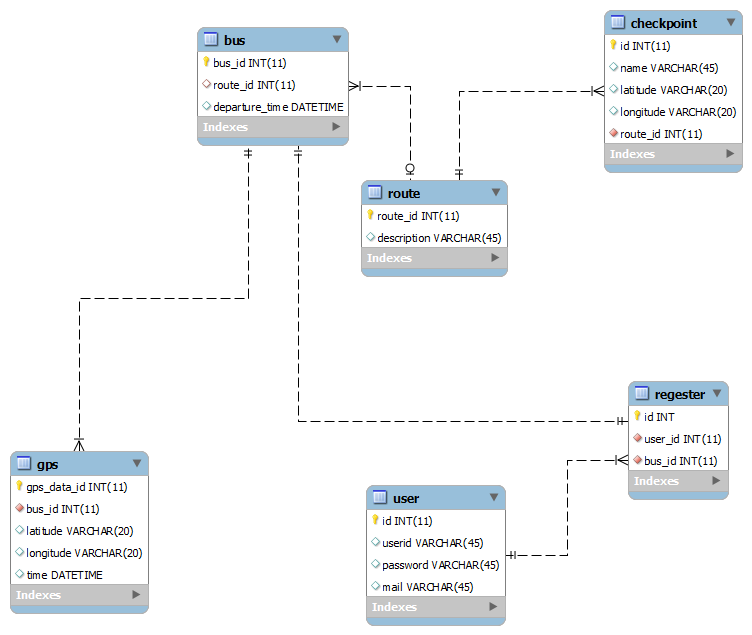 bus
bus_id INT(11)
route_id INT(11)
departure_time DATETIME
Indexes
checkpoint
id INT(11)
name VARCHAR(45)
latitude VARCHAR(20)
longitude VARCHAR(20)
route_id INT(11)
Indexes
route
route_id INT(11)
description VARCHAR(45)
Indexes
regester
id INT
user_id INT(11)
bus_id INT(11)
Indexes
gps
gps_data_id INT(11)
bus_id INT(11)
latitude VARCHAR(20)
longitude VARCHAR(20)
time DATETIME
Indexes
user
id INT(11)
userid VARCHAR(45)
password VARCHAR(45)
mail VARCHAR(45)
Indexes